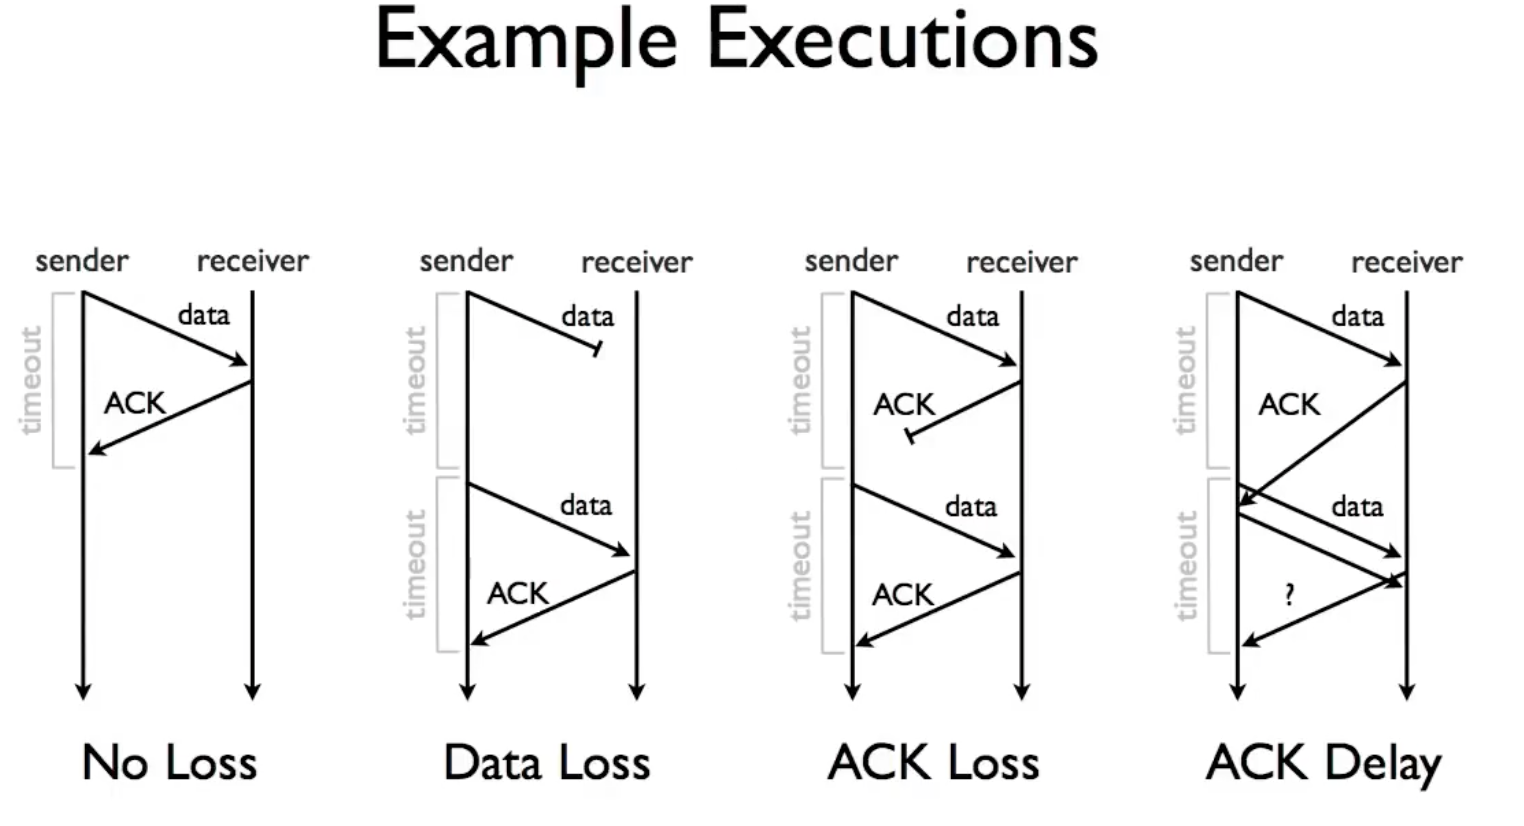 Example Executions
sender receiver sender receiver sender receiver sender receiver
timeout data ACK
timeout data
timeout data ACK
timeout data ACK
timeout data ACK
timeout data ACK
timeout data ?
No Loss Data Loss ACK Loss ACK Delay